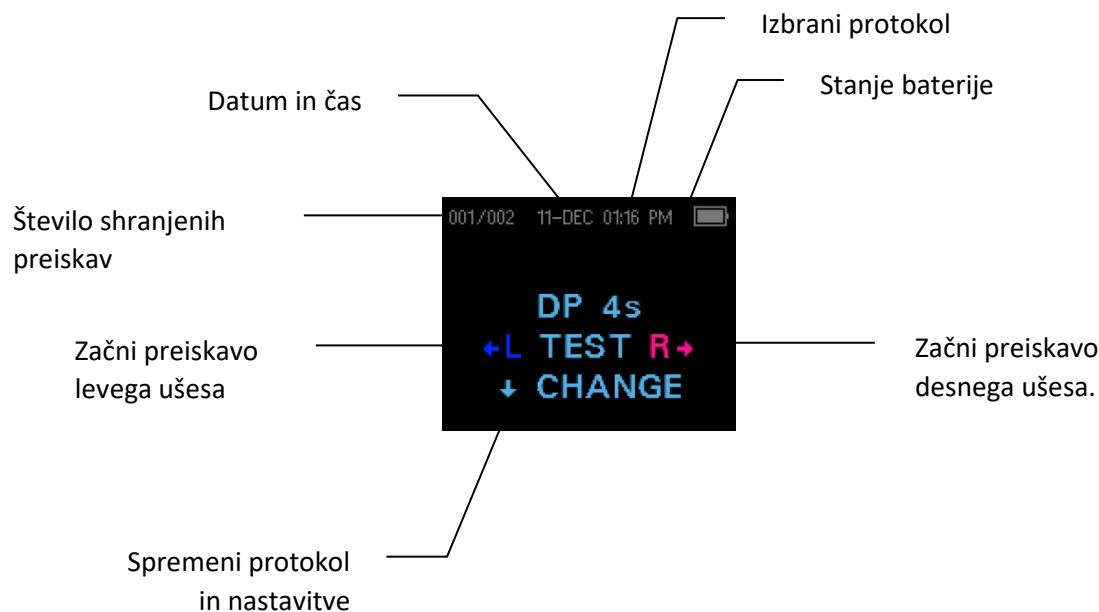 Izbrani protokol
Stanje baterije
Datum in čas
Število shranjenih
preiskav
001/002 11-DEC 01:16 PM
DP 4s
←L TEST R→
↓ CHANGE
Začni preiskavo
levega ušesa
Začni preiskavo
desnega ušesa.
Spremeni protokol
in nastavitve